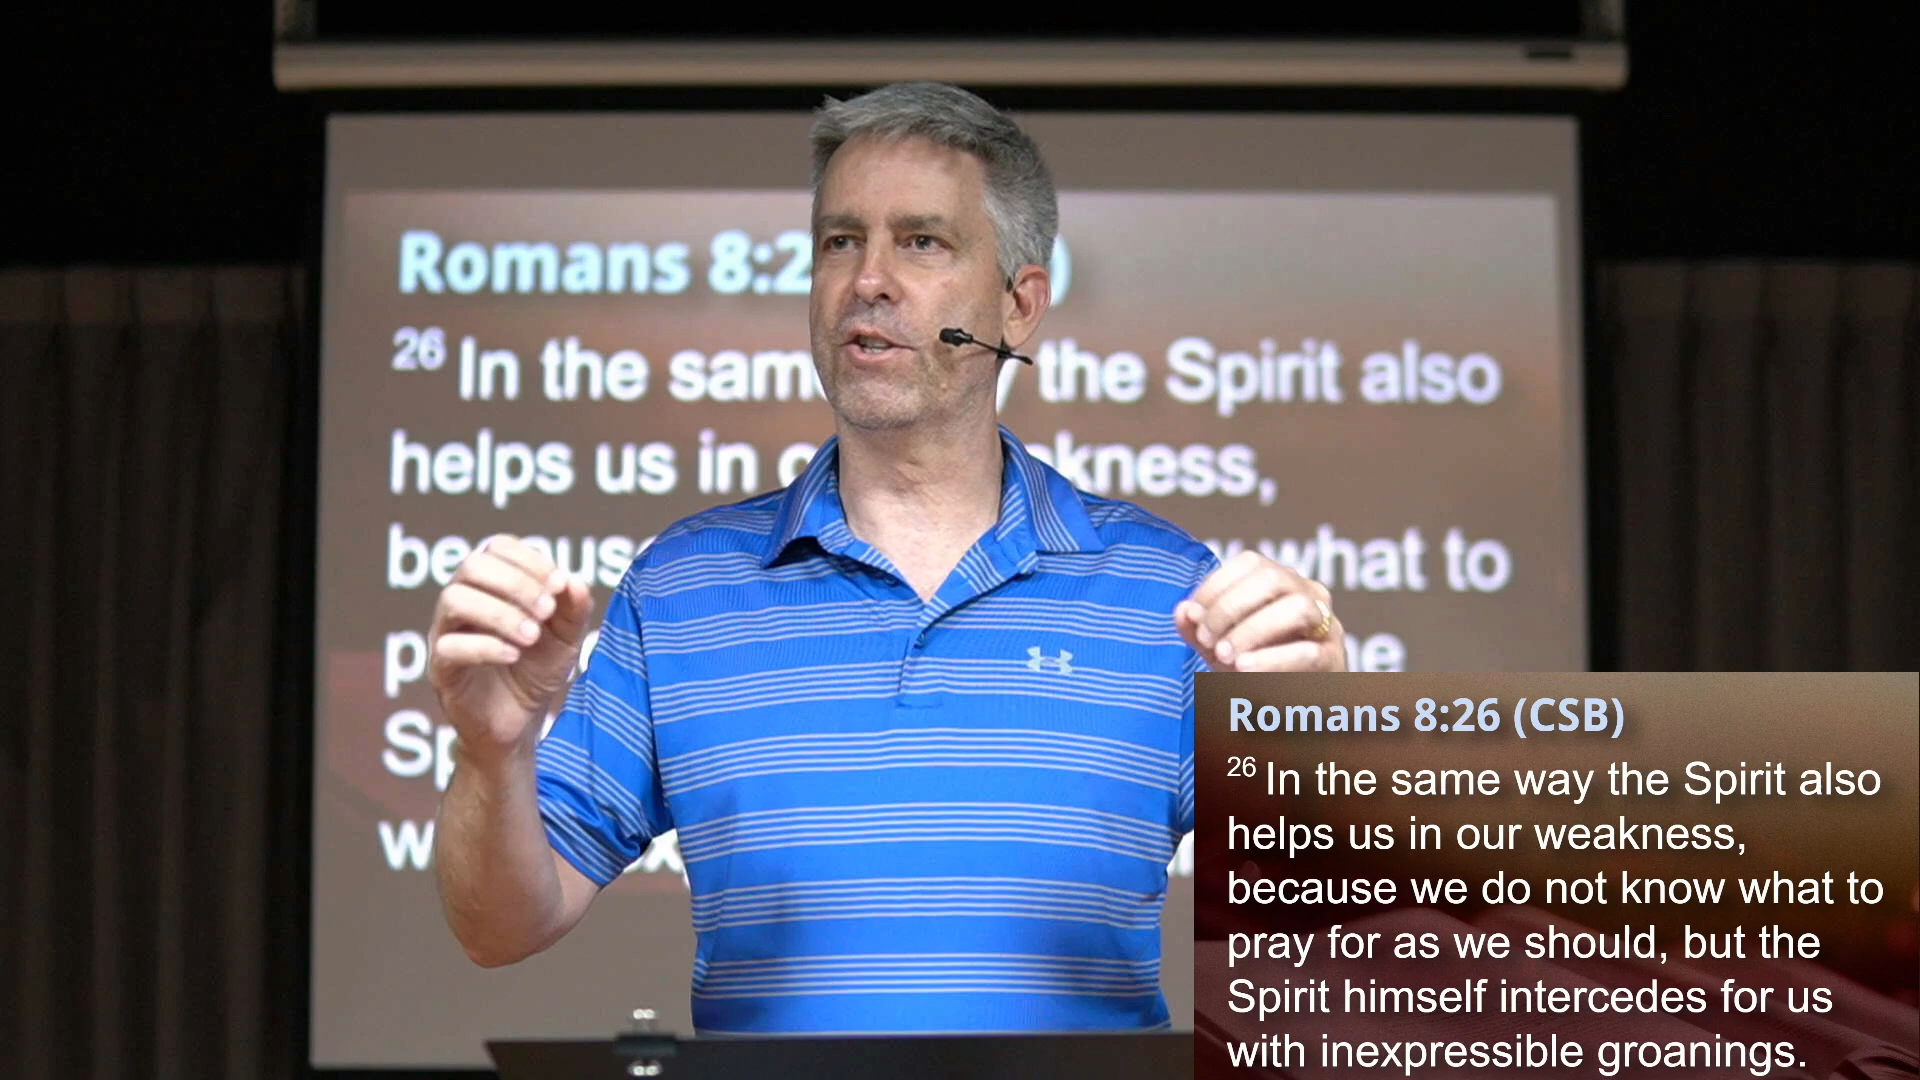 Romans 8:2 )
26 In the sam the Spirit also
helps us in kness,
what to
Romans 8:26 (CSB)
26 In the same way the Spirit also
helps us in our weakness,
because we do not know what to
pray for as we should, but the
Spirit himself intercedes for us
with inexpressible groanings.